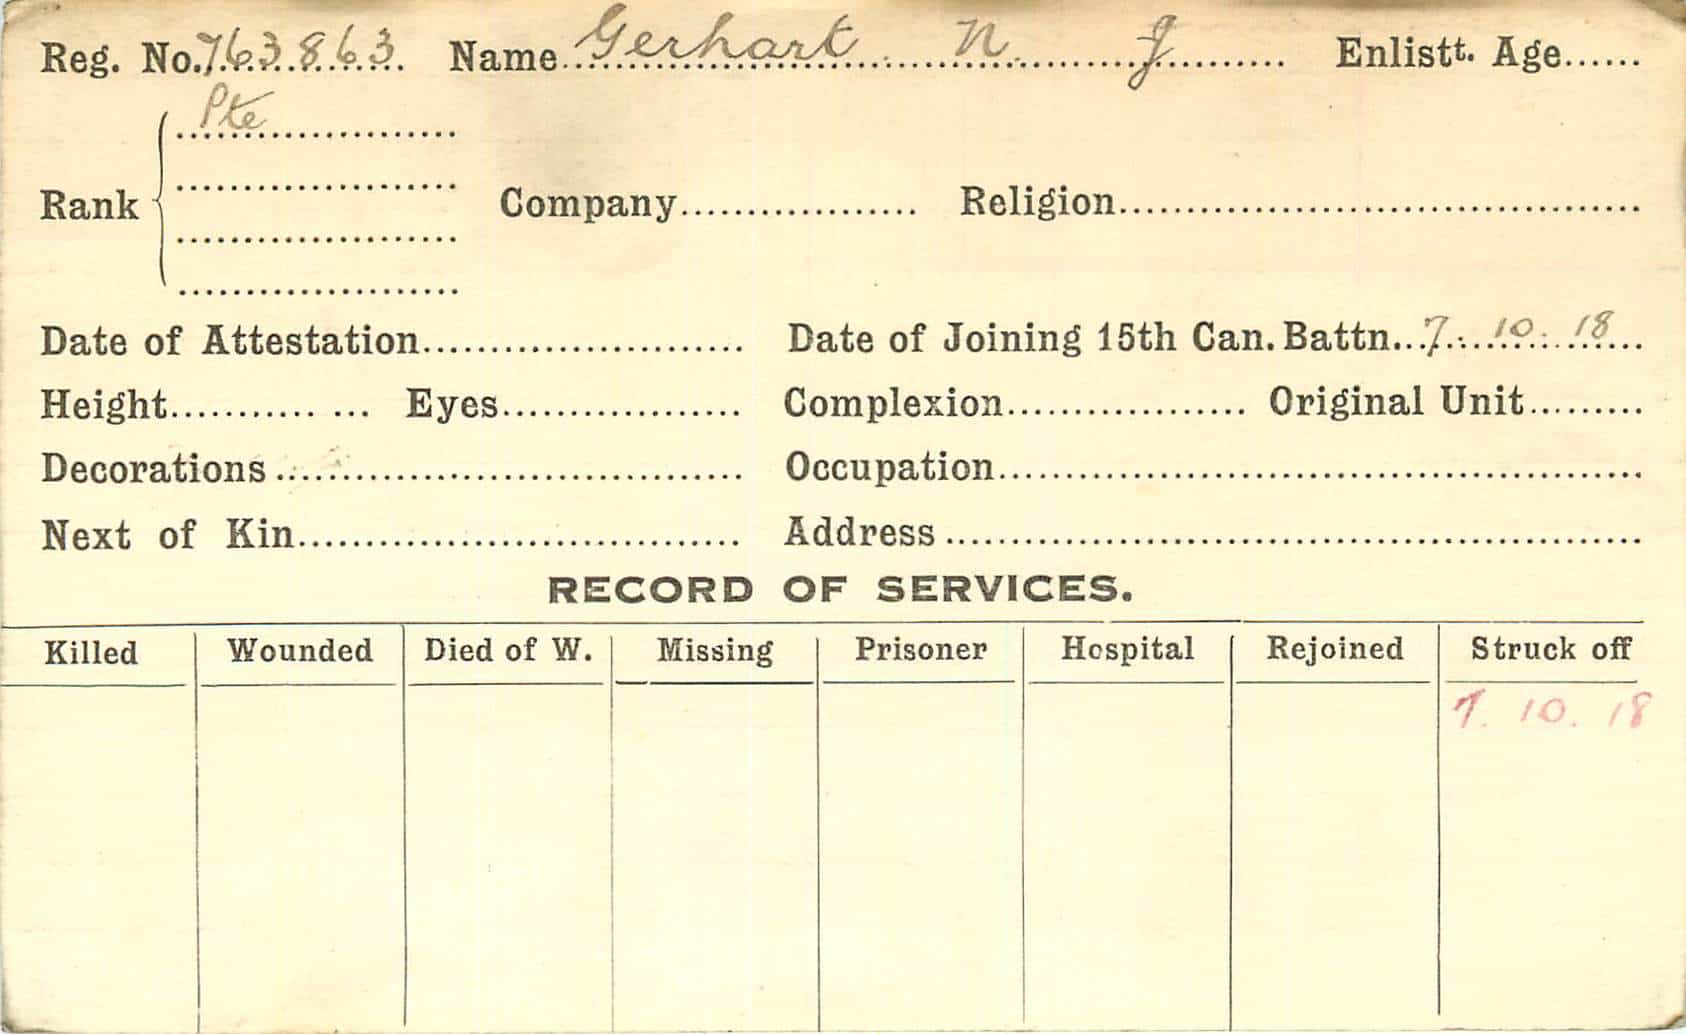 Reg. No. 763863 Name Gerhart N. J Enlistt. Age
Pte
Rank Company Religion
Date of Attestation Date of Joining 15th Can. Battn. 7. 10. 18
Height Eyes Complexion Original Unit
Decorations Occupation
Next of Kin Address
RECORD OF SERVICES.
Killed Wounded Died of W. Missing Prisoner Hospital Rejoined Struck off
7. 10. 18